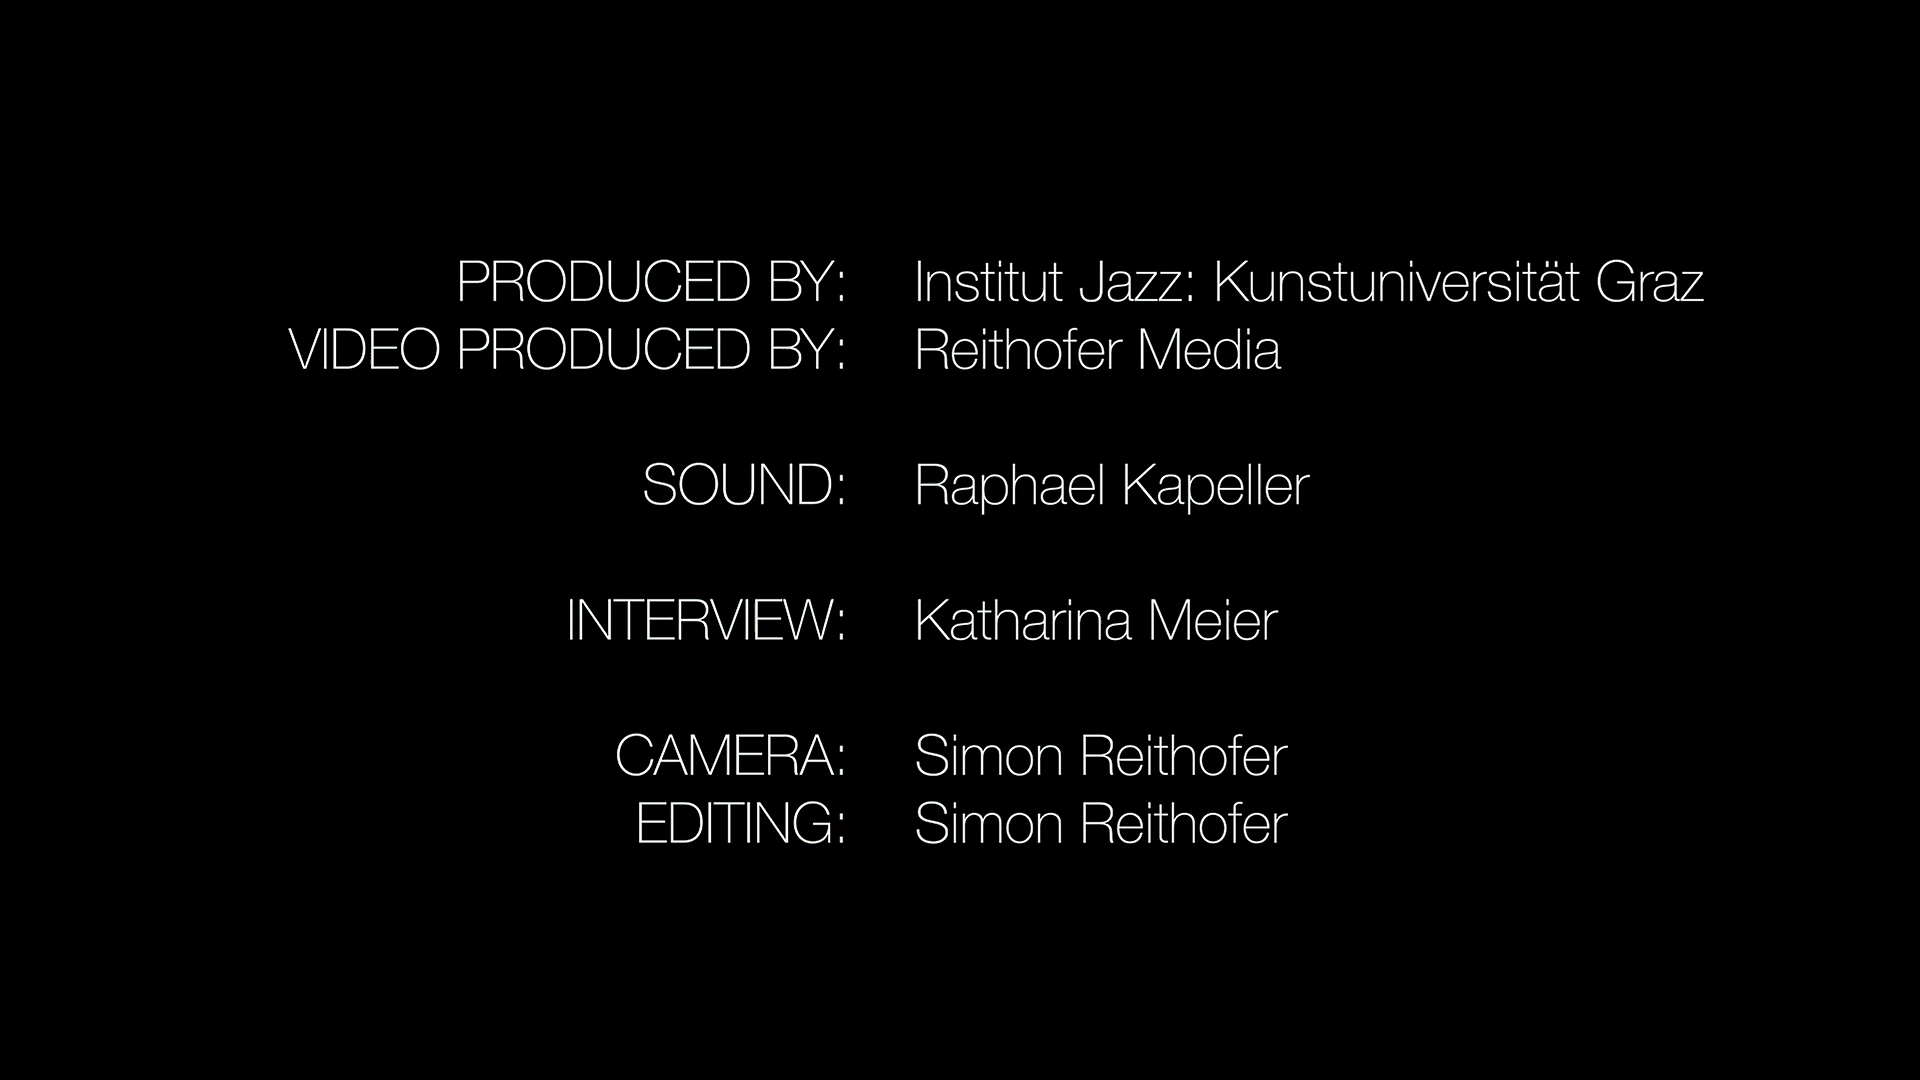 PRODUCED BY: Institut Jazz: Kunstuniversität Graz
VIDEO PRODUCED BY: Reithofer Media
SOUND: Raphael Kapeller
INTERVIEW: Katharina Meier
CAMERA: Simon Reithofer
EDITING: Simon Reithofer